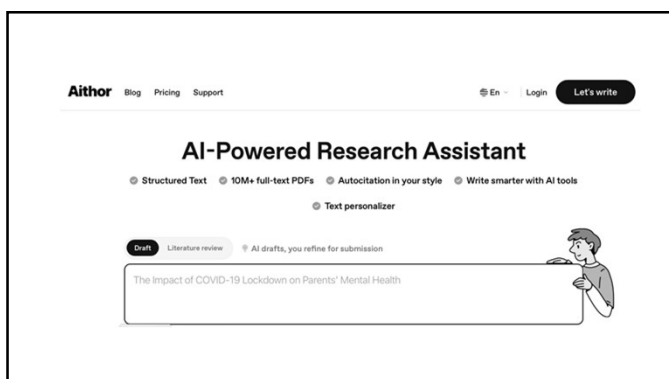 Aithor Blog Pricing Support En Login Let's write
AI-Powered Research Assistant
Structured Text 10M+ full-text PDFs Autocitation in your style Write smarter with AI tools
Text personalizer
Draft Literature review AI drafts, you refine for submission
The Impact of COVID-19 Lockdown on Parents' Mental Health